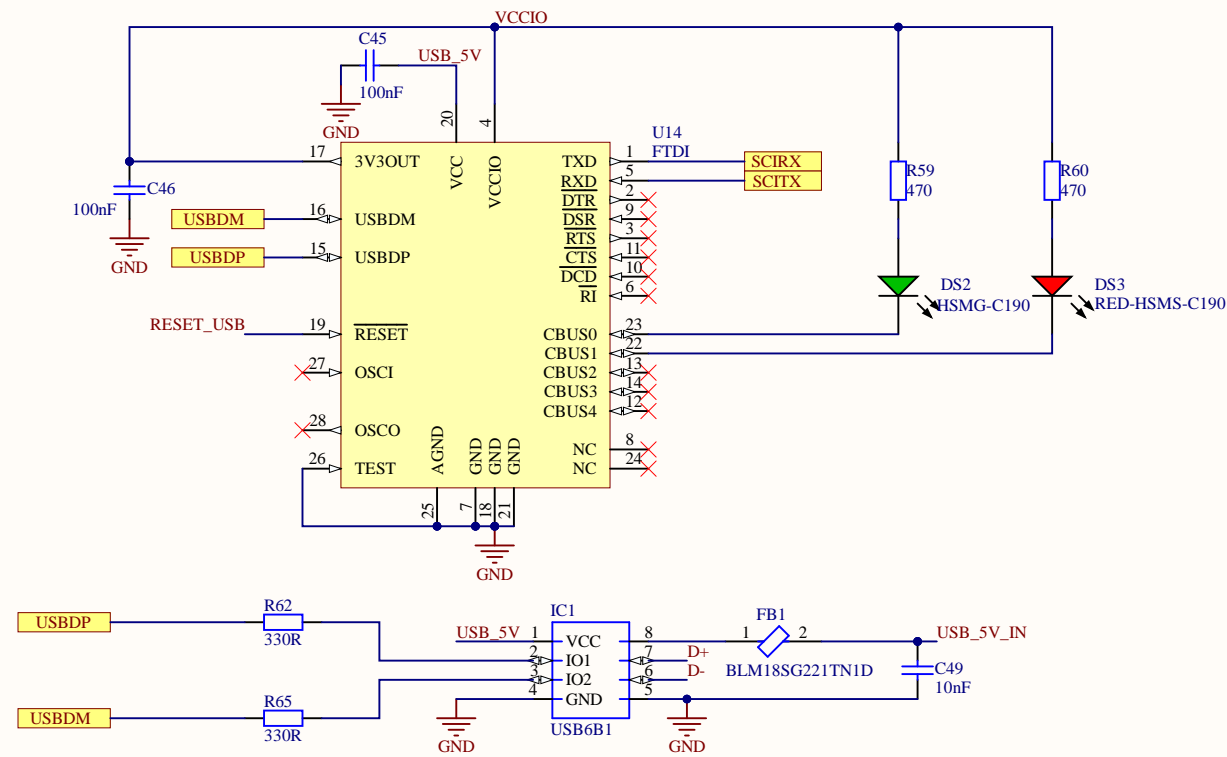 VCCIO
C45
USB_5V
100nF
GND
20
4
U14
FTDI
17
3V3OUT
VCC
VCCIO
TXD
1
SCIRX
RXD
5
SCITX
R59
470
R60
470
C46
100nF
GND
DTR
2
USBDM
16
USBDM
DSR
9
RTS
3
USBDP
15
USBDP
CTS
11
DCD
10
RI
6
DS2
HSMG-C190
DS3
RED-HSMS-C190
RESET_USB
19
RESET
CBUS0
23
CBUS1
22
27
OSCI
CBUS2
13
CBUS3
14
CBUS4
12
28
OSCO
26
TEST
AGND
GND
GND
GND
NC
8
NC
24
25
7
18
21
GND
USBDP
R62
330R
IC1
USB_5V
1
VCC
8
FB1
1
2
BLM18SG221TN1D
USB_5V_IN
2
IO1
7
D+
3
IO2
6
D-
4
GND
5
C49
10nF
USBDM
R65
330R
USB6B1
GND
GND